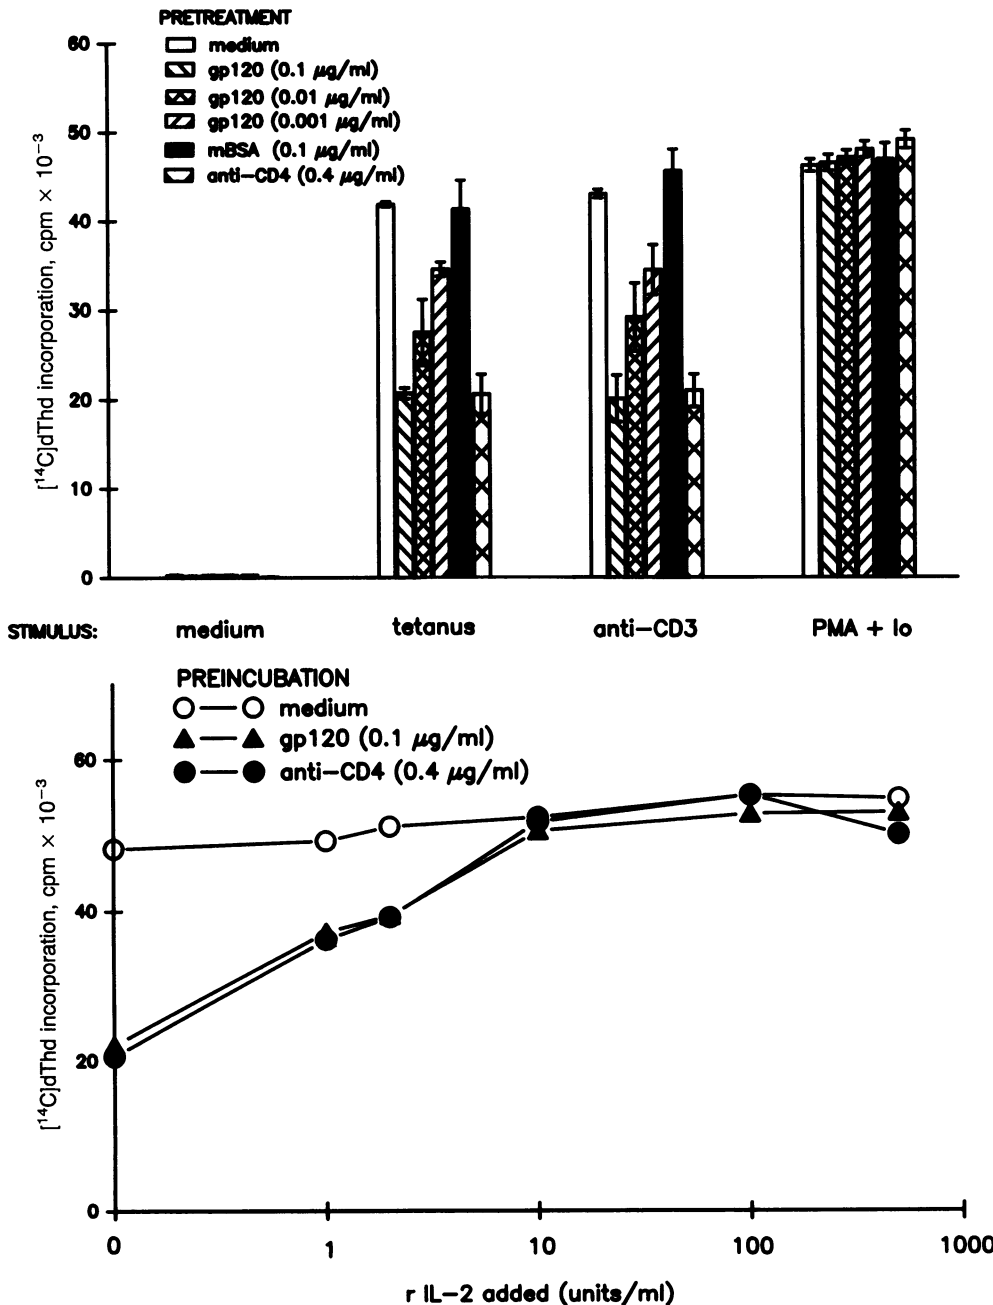 PRETREATMENT
medium
gp120 (0.1 μg/ml)
gp120 (0.01 μg/ml)
gp120 (0.001 μg/ml)
mBSA (0.1 μg/ml)
anti-CD4 (0.4 μg/ml)
60
50
40
30
20
10
0
[¹⁴C]dThd incorporation, cpm × 10⁻³
STIMULUS: medium tetanus anti-CD3 PMA + Io
PREINCUBATION
medium
gp120 (0.1 μg/ml)
anti-CD4 (0.4 μg/ml)
60
40
20
0
[¹⁴C]dThd incorporation, cpm × 10⁻³
0 1 10 100 1000
r IL-2 added (units/ml)